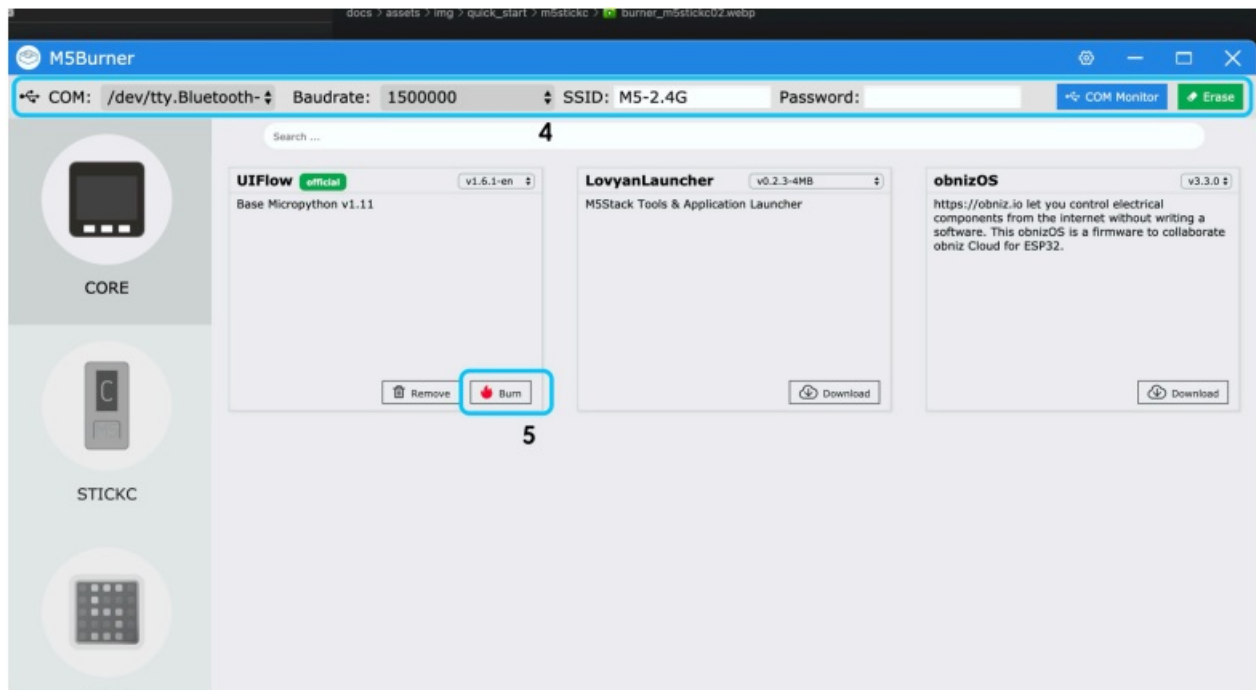 docs > assets > img > quick_start > m5stickc > burner_m5stickc02.webp
M5Burner
COM: /dev/tty.Bluetooth- Baudrate: 1500000 SSID: M5-2.4G Password: COM Monitor Erase
4
Search ...
UIFlow official v1.6.1-en
Base Micropython v1.11
Remove Burn
5
LovyanLauncher v0.2.3-4MB
M5Stack Tools & Application Launcher
Download
obnizOS v3.3.0
https://obniz.io let you control electrical
components from the internet without writing a
software. This obnizOS is a firmware to collaborate
obniz Cloud for ESP32.
Download
CORE
C
M5
STICKC